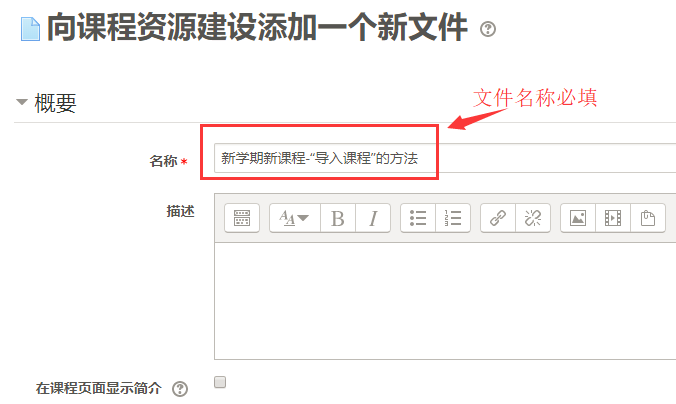 向课程资源建设添加一个新文件
概要
文件名称必填
名称*
新学期新课程-“导入课程”的方法
描述
在课程页面显示简介